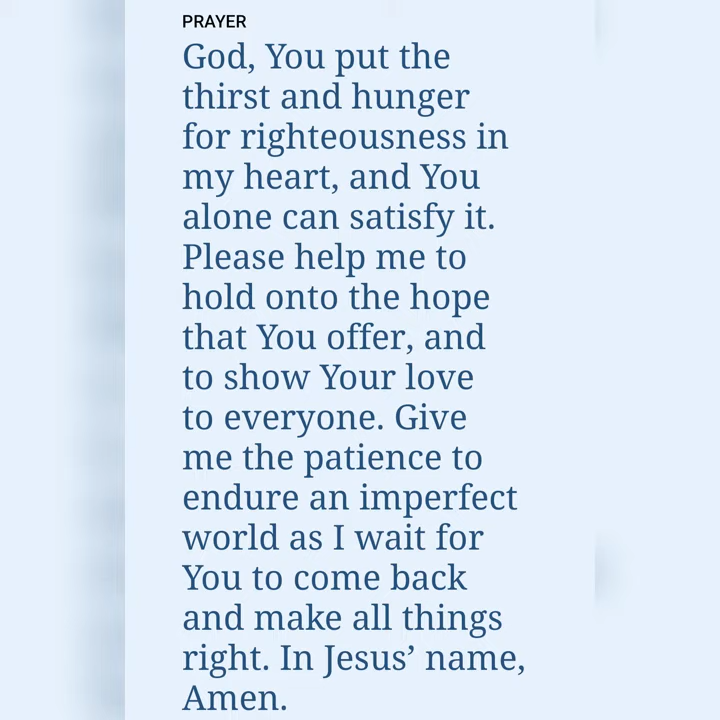 PRAYER
God, You put the
thirst and hunger
for righteousness in
my heart, and You
alone can satisfy it.
Please help me to
hold onto the hope
that You offer, and
to show Your love
to everyone. Give
me the patience to
endure an imperfect
world as I wait for
You to come back
and make all things
right. In Jesus’ name,
Amen.